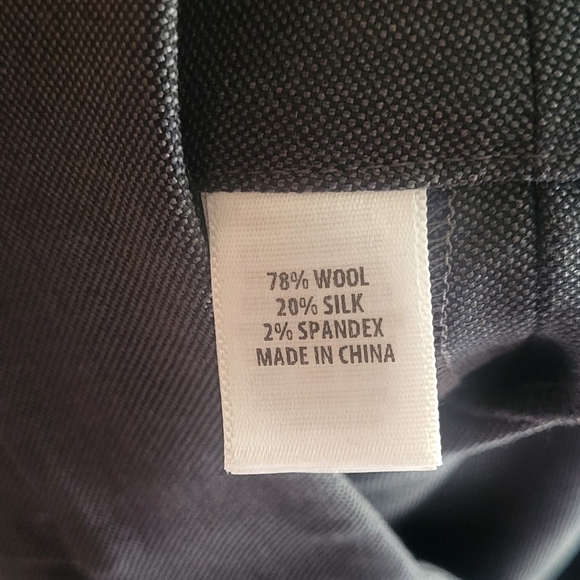 78% WOOL
20% SILK
2% SPANDEX
MADE IN CHINA